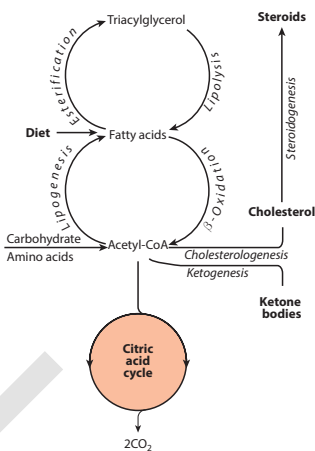 Triacylglycerol
Steroids
Esterification
Lipolysis
Steroidogenesis
Diet
Fatty acids
Lipogenesis
β-Oxidation
Cholesterol
Carbohydrate
Amino acids
Acetyl-CoA
Cholesterologenesis
Ketogenesis
Ketone
bodies
Citric
acid
cycle
2CO₂